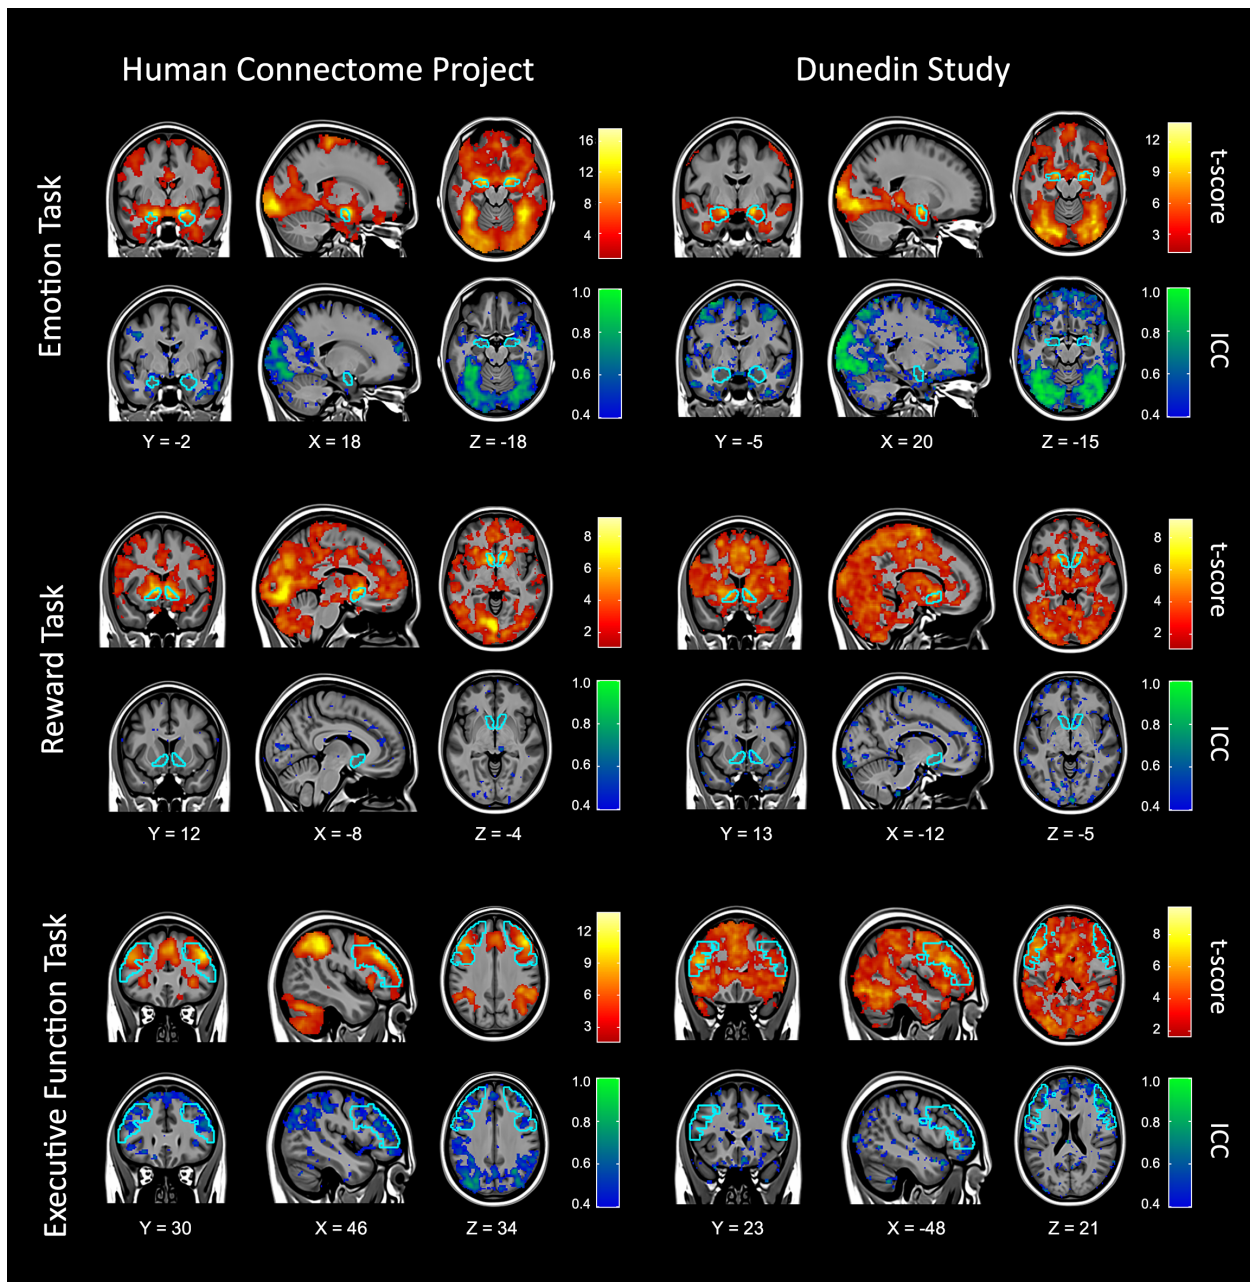 Human Connectome Project
Dunedin Study
Emotion Task
16
12
8
4
12
9
6
3
t-score
1.0
0.8
0.6
0.4
1.0
0.8
0.6
0.4
ICC
Y = -2
X = 18
Z = -18
Y = -5
X = 20
Z = -15
Reward Task
8
6
4
2
8
6
4
2
t-score
1.0
0.8
0.6
0.4
1.0
0.8
0.6
0.4
ICC
Y = 12
X = -8
Z = -4
Y = 13
X = -12
Z = -5
Executive Function Task
12
9
6
3
8
6
4
2
t-score
1.0
0.8
0.6
0.4
1.0
0.8
0.6
0.4
ICC
Y = 30
X = 46
Z = 34
Y = 23
X = -48
Z = 21